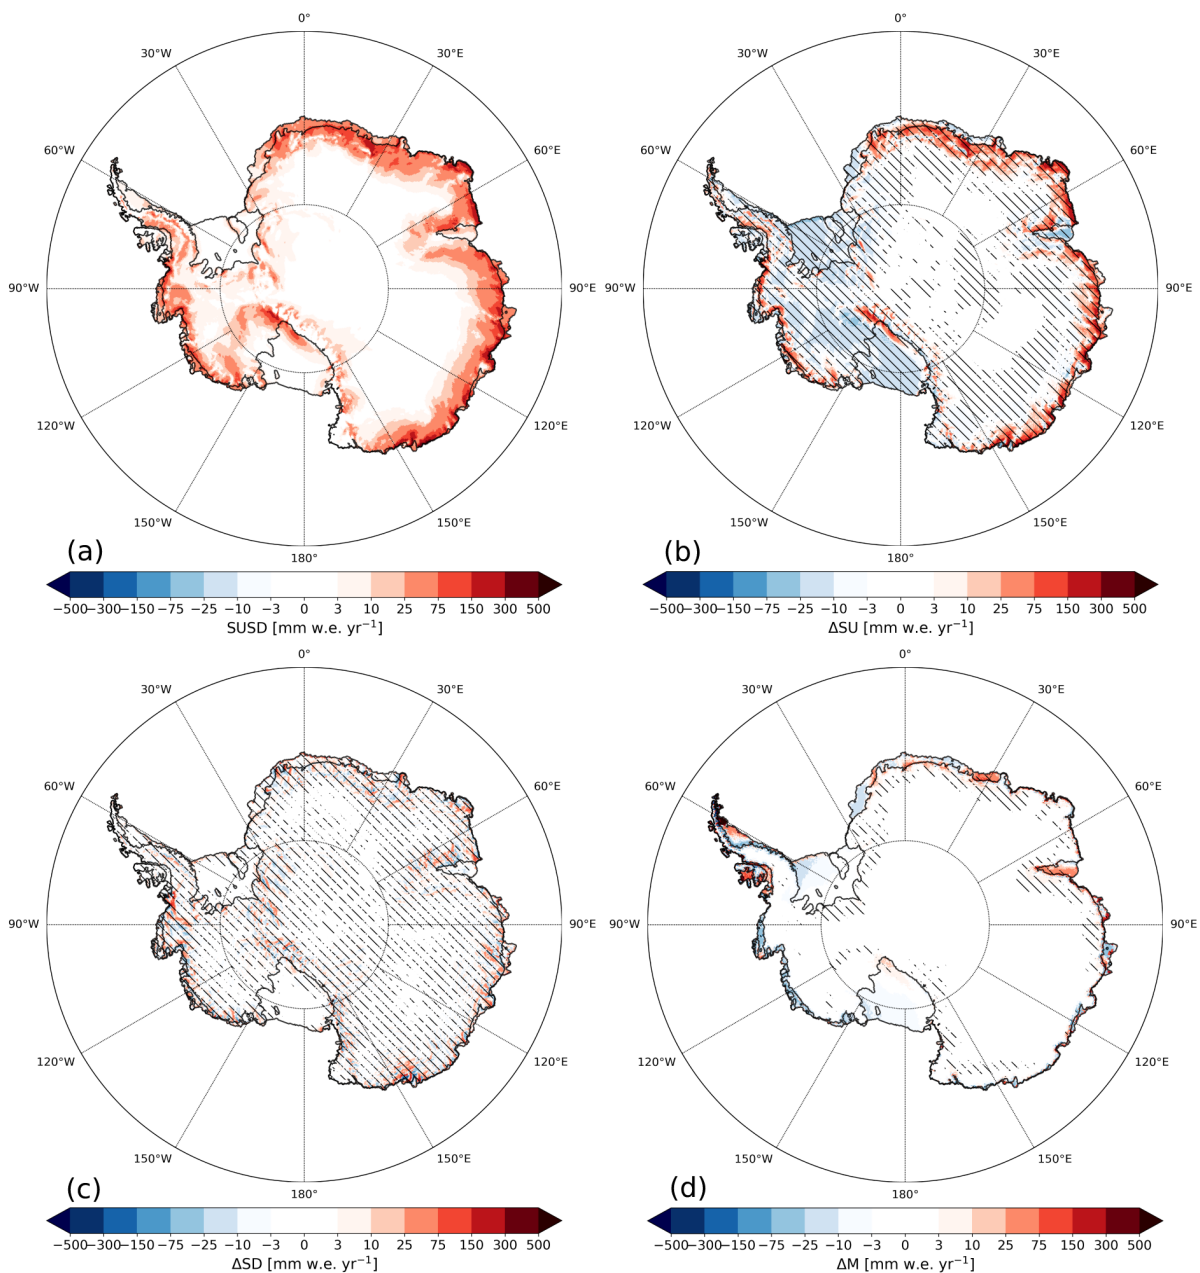 0° 0°
30°W 30°E 30°W 30°E
60°W 60°E 60°W 60°E
90°W 90°E 90°W 90°E
120°W 120°E 120°W 120°E
150°W 150°E 150°W 150°E
180° 180°
(a) (b)
−500 −300 −150 −75 −25 −10 −3 0 3 10 25 75 150 300 500
SUSD [mm w.e. yr⁻¹]
−500 −300 −150 −75 −25 −10 −3 0 3 10 25 75 150 300 500
ΔSU [mm w.e. yr⁻¹]
0° 0°
30°W 30°E 30°W 30°E
60°W 60°E 60°W 60°E
90°W 90°E 90°W 90°E
120°W 120°E 120°W 120°E
150°W 150°E 150°W 150°E
180° 180°
(c) (d)
−500 −300 −150 −75 −25 −10 −3 0 3 10 25 75 150 300 500
ΔSD [mm w.e. yr⁻¹]
−500 −300 −150 −75 −25 −10 −3 0 3 10 25 75 150 300 500
ΔM [mm w.e. yr⁻¹]